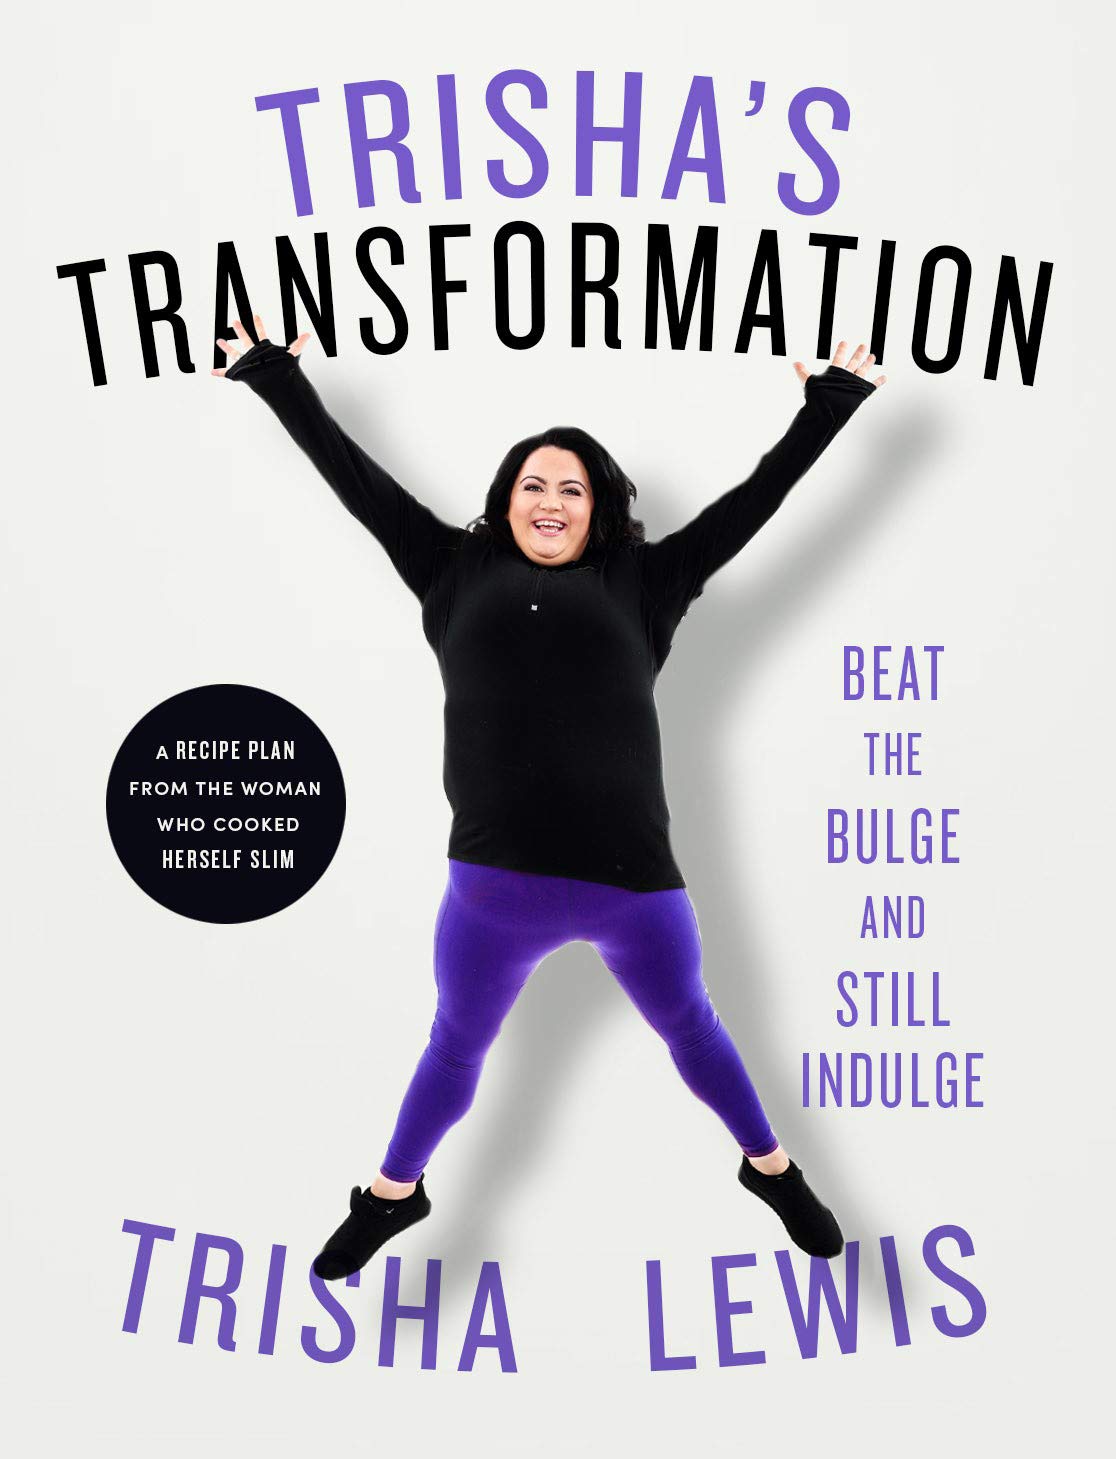 TRISHA'S
TRANSFORMATION
A RECIPE PLAN
FROM THE WOMAN
WHO COOKED
HERSELF SLIM
BEAT
THE
BULGE
AND
STILL
INDULGE
TRISHA LEWIS